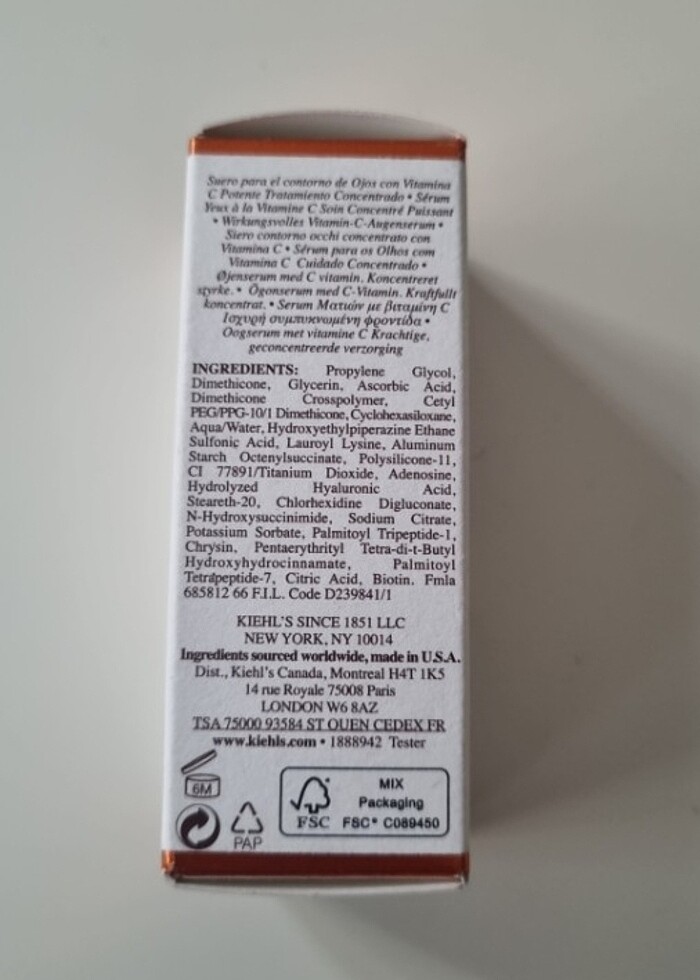 Suero para el contorno de Ojos con Vitamina
C Potente Tratamiento Concentrado • Sérum
Yeux à la Vitamine C Soin Concentré Puissant
• Wirkungsvolles Vitamin-C-Augenserum •
Siero contorno occhi concentrato con
Vitamina C • Sérum para os Olhos com
Vitamina C Cuidado Concentrado •
Øjenserum med C vitamin. Koncentreret
styrke. • Ögonserum med C-Vitamin. Kraftfullt
koncentrat. • Serum Ματιών με βιταμίνη C
Ισχυρή συμπυκνωμένη φροντίδα •
Oogserum met vitamine C Krachtige,
geconcentreerde verzorging
INGREDIENTS: Propylene Glycol,
Dimethicone, Glycerin, Ascorbic Acid,
Dimethicone Crosspolymer, Cetyl
PEG/PPG-10/1 Dimethicone, Cyclohexasiloxane,
Aqua/Water, Hydroxyethylpiperazine Ethane
Sulfonic Acid, Lauroyl Lysine, Aluminum
Starch Octenylsuccinate, Polysilicone-11,
CI 77891/Titanium Dioxide, Adenosine,
Hydrolyzed Hyaluronic Acid,
Steareth-20, Chlorhexidine Digluconate,
N-Hydroxysuccinimide, Sodium Citrate,
Potassium Sorbate, Palmitoyl Tripeptide-1,
Chrysin, Pentaerythrityl Tetra-di-t-Butyl
Hydroxyhydrocinnamate, Palmitoyl
Tetrapeptide-7, Citric Acid, Biotin. Fmla
685812 66 F.I.L. Code D239841/1
KIEHL'S SINCE 1851 LLC
NEW YORK, NY 10014
Ingredients sourced worldwide, made in U.S.A.
Dist., Kiehl's Canada, Montreal H4T 1K5
14 rue Royale 75008 Paris
LONDON W6 8AZ
TSA 75000 93584 ST OUEN CEDEX FR
www.kiehls.com • 1888942 Tester
6M
PAP
MIX
Packaging
FSC FSC® C089450